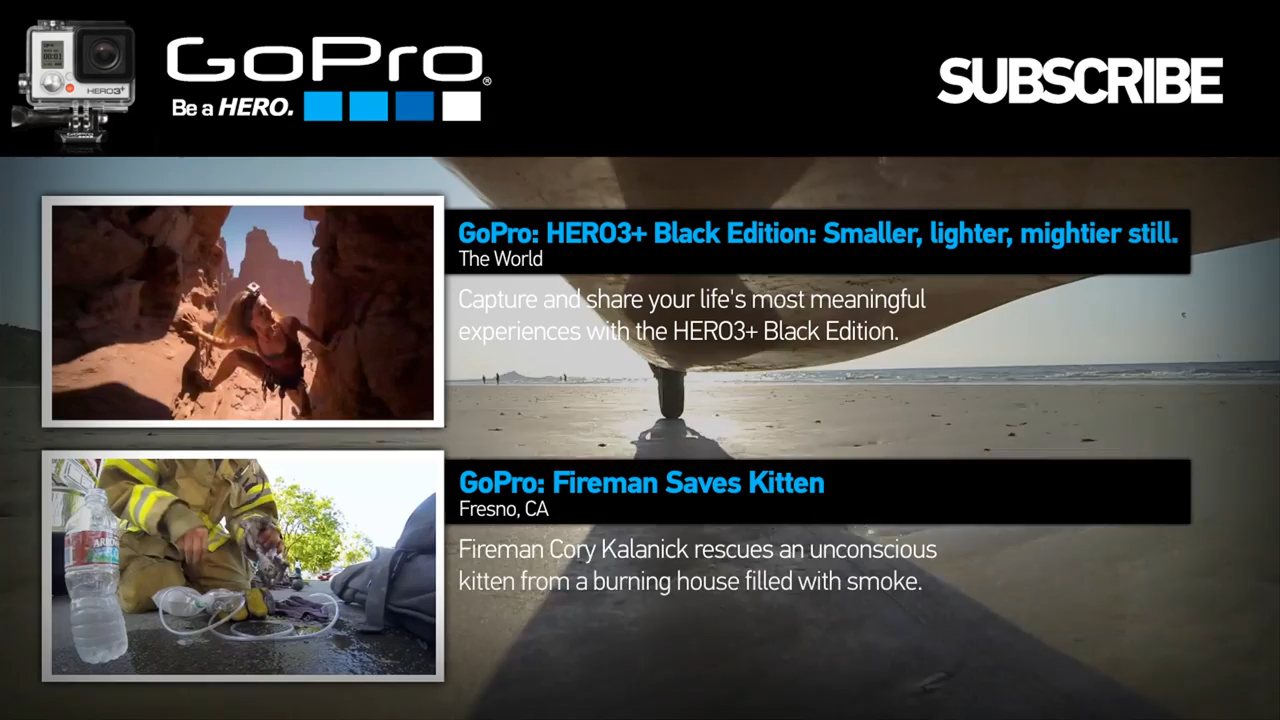 GoPro®
Be a HERO.
SUBSCRIBE
HERO3+
GoPro
GoPro: HERO3+ Black Edition: Smaller, lighter, mightier still.
The World
Capture and share your life's most meaningful
experiences with the HERO3+ Black Edition.
GoPro: Fireman Saves Kitten
Fresno, CA
Fireman Cory Kalanick rescues an unconscious
kitten from a burning house filled with smoke.